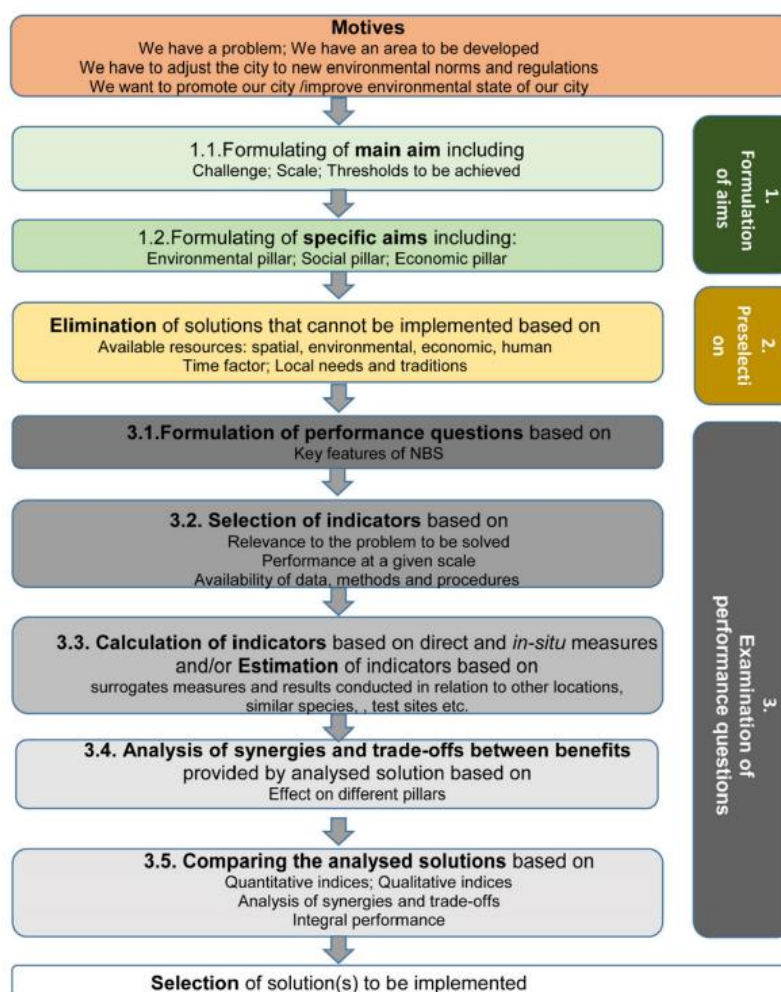 Motives
We have a problem; We have an area to be developed
We have to adjust the city to new environmental norms and regulations
We want to promote our city /improve environmental state of our city
1.1.Formulating of main aim including
Challenge; Scale; Thresholds to be achieved
1.2.Formulating of specific aims including:
Environmental pillar; Social pillar; Economic pillar
1.
Formulation
of aims
Elimination of solutions that cannot be implemented based on
Available resources: spatial, environmental, economic, human
Time factor; Local needs and traditions
2.
Preselecti
on
3.1.Formulation of performance questions based on
Key features of NBS
3.2. Selection of indicators based on
Relevance to the problem to be solved
Performance at a given scale
Availability of data, methods and procedures
3.3. Calculation of indicators based on direct and in-situ measures
and/or Estimation of indicators based on
surrogates measures and results conducted in relation to other locations,
similar species, , test sites etc.
3.4. Analysis of synergies and trade-offs between benefits
provided by analysed solution based on
Effect on different pillars
3.5. Comparing the analysed solutions based on
Quantitative indices; Qualitative indices
Analysis of synergies and trade-offs
Integral performance
3.
Examination of
performance questions
Selection of solution(s) to be implemented